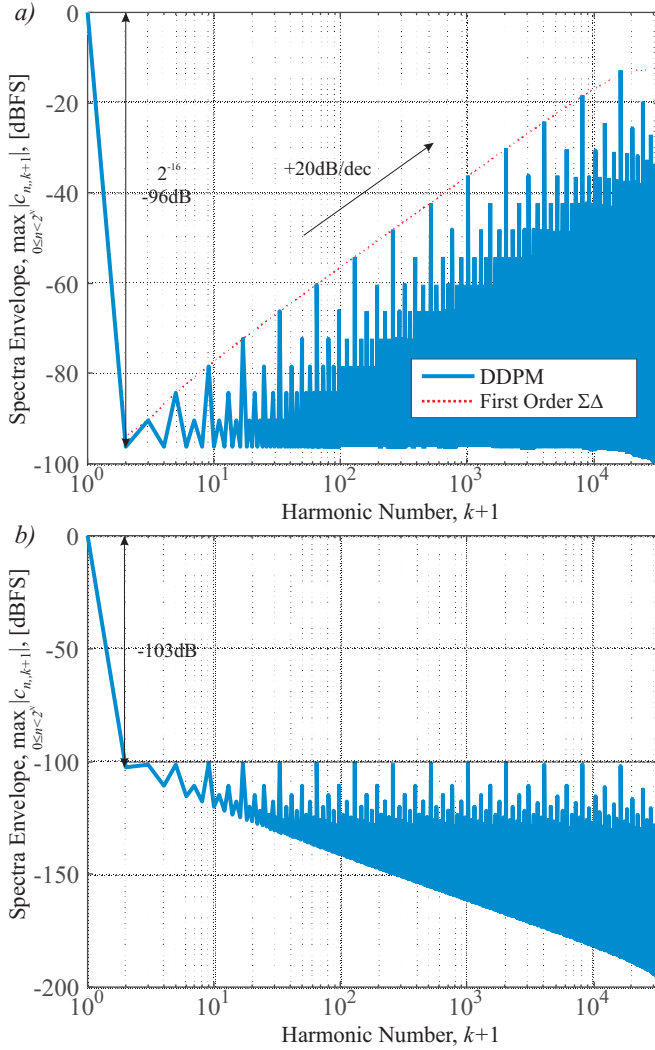 a)
Spectra Envelope, max |c_{n,,k+1}|, [dBFS]
0≤n<2^N
0
-20
-40
-60
-80
-100
2^{-16}
-96dB
+20dB/dec
DDPM
First Order ΣΔ
10^0
10^1
10^2
10^3
10^4
Harmonic Number, k+1
b)
Spectra Envelope, max |c_{n,,k+1}|, [dBFS]
0≤n<2^N
0
-50
-100
-150
-200
-103dB
10^0
10^1
10^2
10^3
10^4
Harmonic Number, k+1